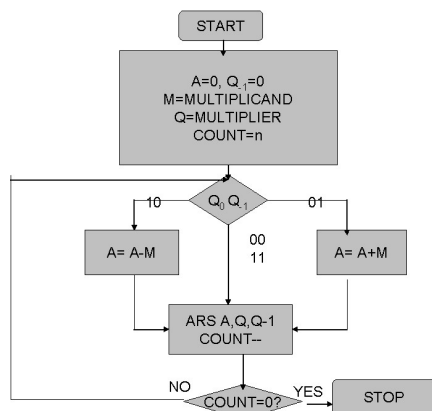 START
A=0, Q-1=0
M=MULTIPLICAND
Q=MULTIPLIER
COUNT=n
10
Q0 Q-1
01
A= A-M
00
11
A= A+M
ARS A,Q,Q-1
COUNT--
NO
COUNT=0?
YES
STOP